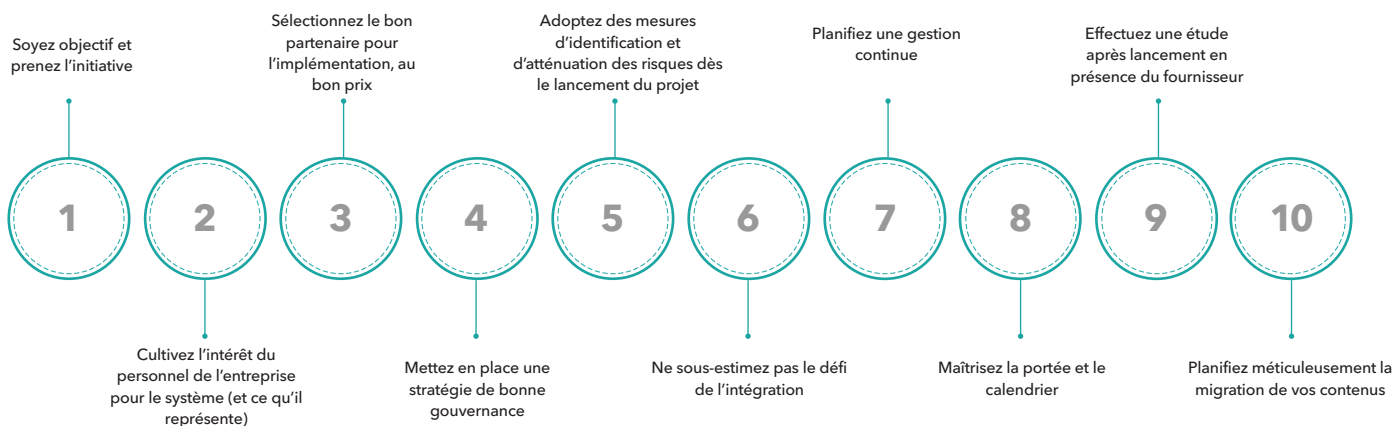 Soyez objectif et
prenez l'initiative
1
Cultivez l'intérêt du
personnel de l'entreprise
pour le système (et ce qu'il
représente)
2
Sélectionnez le bon
partenaire pour
l'implémentation, au
bon prix
3
Mettez en place une
stratégie de bonne
gouvernance
4
Adoptez des mesures
d'identification et
d'atténuation des risques dès
le lancement du projet
5
Ne sous-estimez pas le défi
de l'intégration
6
Planifiez une gestion
continue
7
Maîtrisez la portée et le
calendrier
8
Effectuez une étude
après lancement en
présence du fournisseur
9
Planifiez méticuleusement la
migration de vos contenus
10